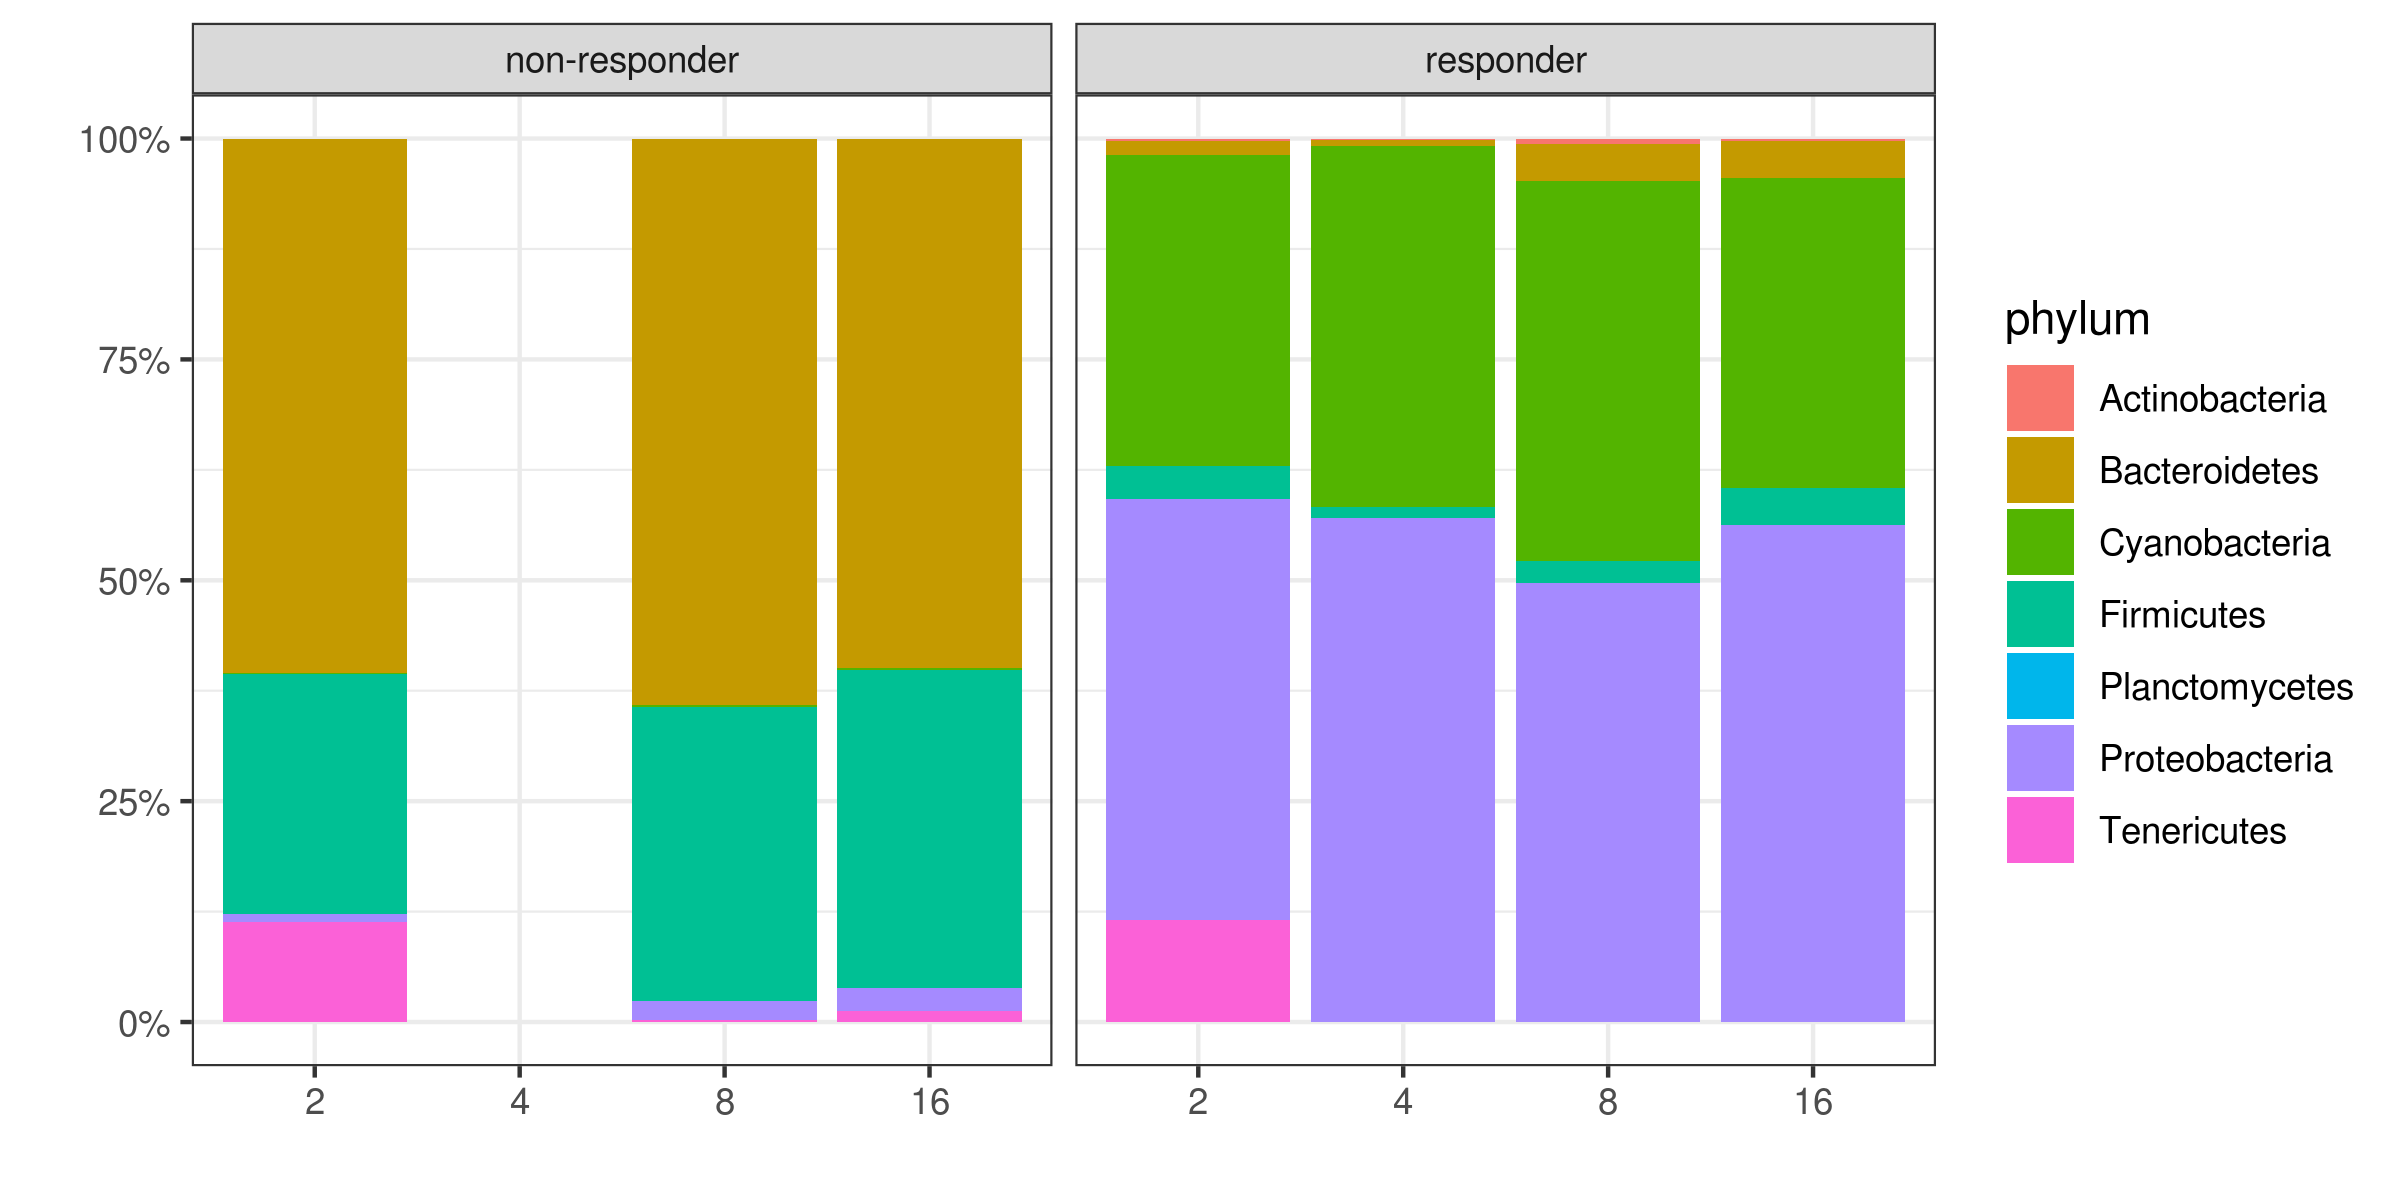 non-responder
responder
100%
75%
50%
25%
0%
2 4 8 16
2 4 8 16
phylum
Actinobacteria
Bacteroidetes
Cyanobacteria
Firmicutes
Planctomycetes
Proteobacteria
Tenericutes